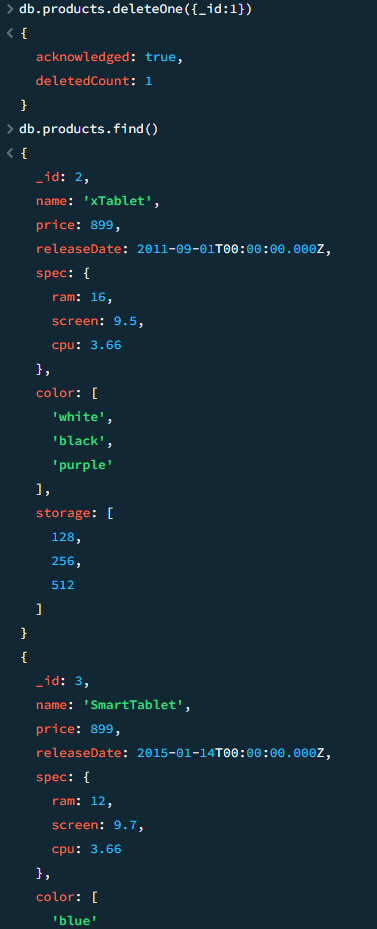 > db.products.deleteOne({_id:1})
< {
acknowledged: true,
deletedCount: 1
}
> db.products.find()
< {
_id: 2,
name: 'xTablet',
price: 899,
releaseDate: 2011-09-01T00:00:00.000Z,
spec: {
ram: 16,
screen: 9.5,
cpu: 3.66
},
color: [
'white',
'black',
'purple'
],
storage: [
128,
256,
512
]
}
{
_id: 3,
name: 'SmartTablet',
price: 899,
releaseDate: 2015-01-14T00:00:00.000Z,
spec: {
ram: 12,
screen: 9.7,
cpu: 3.66
},
color: [
'blue'